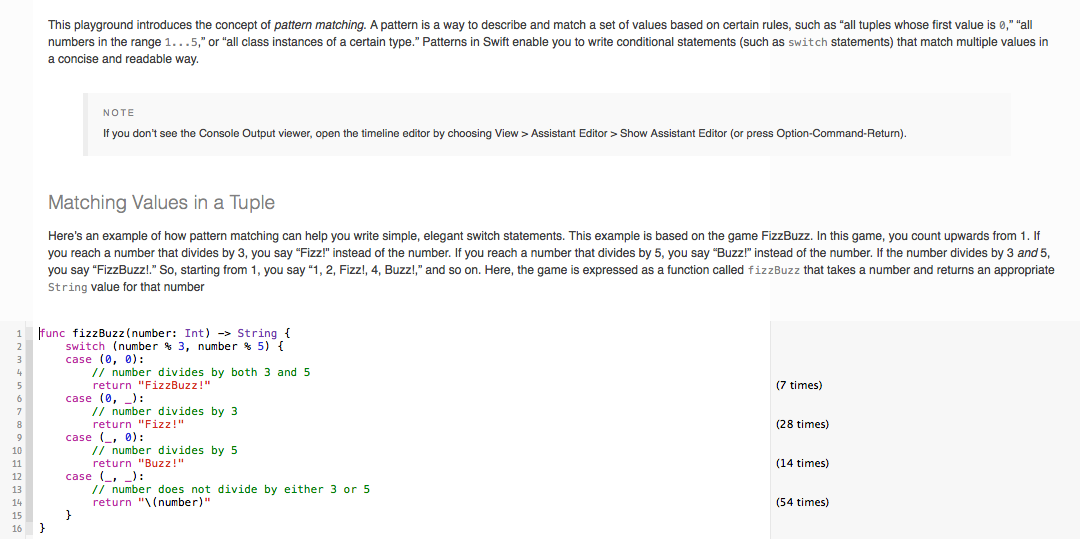 This playground introduces the concept of pattern matching. A pattern is a way to describe and match a set of values based on certain rules, such as “all tuples whose first value is 0,” “all
numbers in the range 1...5,” or “all class instances of a certain type.” Patterns in Swift enable you to write conditional statements (such as switch statements) that match multiple values in
a concise and readable way.
NOTE
If you don’t see the Console Output viewer, open the timeline editor by choosing View > Assistant Editor > Show Assistant Editor (or press Option-Command-Return).
Matching Values in a Tuple
Here’s an example of how pattern matching can help you write simple, elegant switch statements. This example is based on the game FizzBuzz. In this game, you count upwards from 1. If
you reach a number that divides by 3, you say “Fizz!” instead of the number. If you reach a number that divides by 5, you say “Buzz!” instead of the number. If the number divides by 3 and 5,
you say “FizzBuzz!.” So, starting from 1, you say “1, 2, Fizz!, 4, Buzz!,” and so on. Here, the game is expressed as a function called fizzBuzz that takes a number and returns an appropriate
String value for that number
1 func fizzBuzz(number: Int) -> String {
2 switch (number % 3, number % 5) {
3 case (0, 0):
4 // number divides by both 3 and 5
5 return "FizzBuzz!" (7 times)
6 case (0, _):
7 // number divides by 3
8 return "Fizz!" (28 times)
9 case (_, 0):
10 // number divides by 5
11 return "Buzz!" (14 times)
12 case (_, _):
13 // number does not divide by either 3 or 5
14 return "\(number)" (54 times)
15 }
16 }